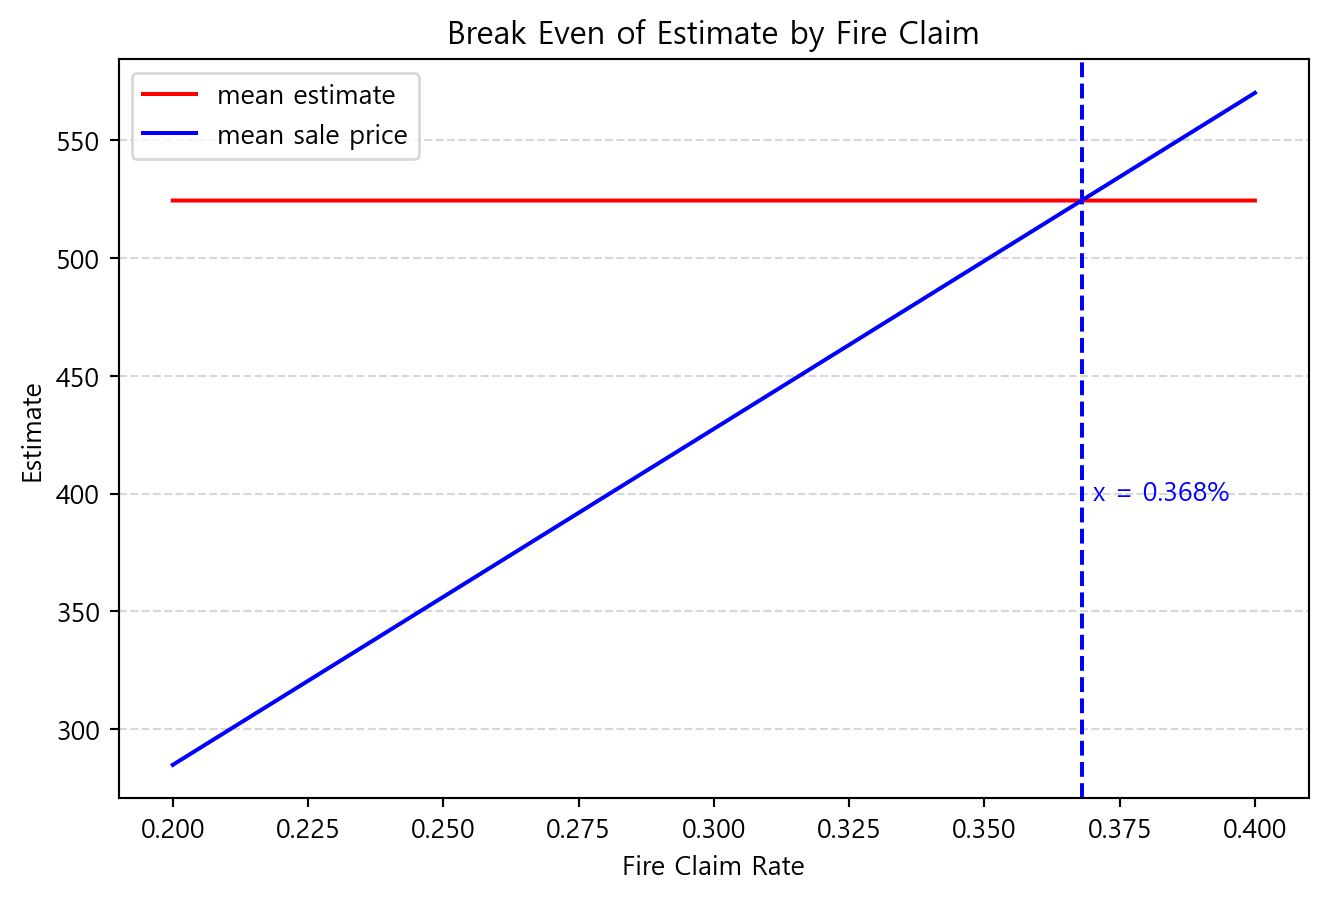 Break Even of Estimate by Fire Claim
mean estimate
mean sale price
Estimate
550
500
450
400
350
300
x = 0.368%
0.200 0.225 0.250 0.275 0.300 0.325 0.350 0.375 0.400
Fire Claim Rate